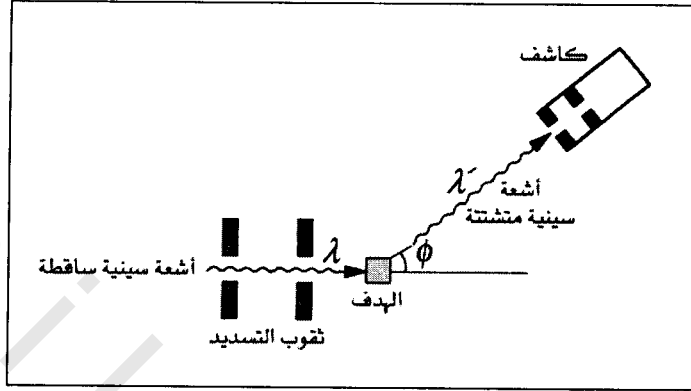 كاشف
λ′
أشعة
سينية متشتتة
λ
φ
أشعة سينية ساقطة
الهدف
ثقوب التسديد